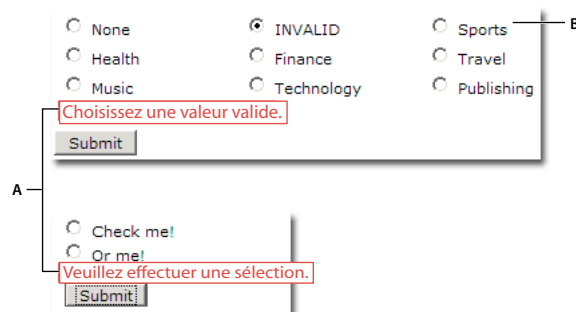 None INVALID Sports B
Health Finance Travel
Music Technology Publishing
Choisissez une valeur valide.
Submit
A
Check me!
Or me!
Veuillez effectuer une sélection.
Submit